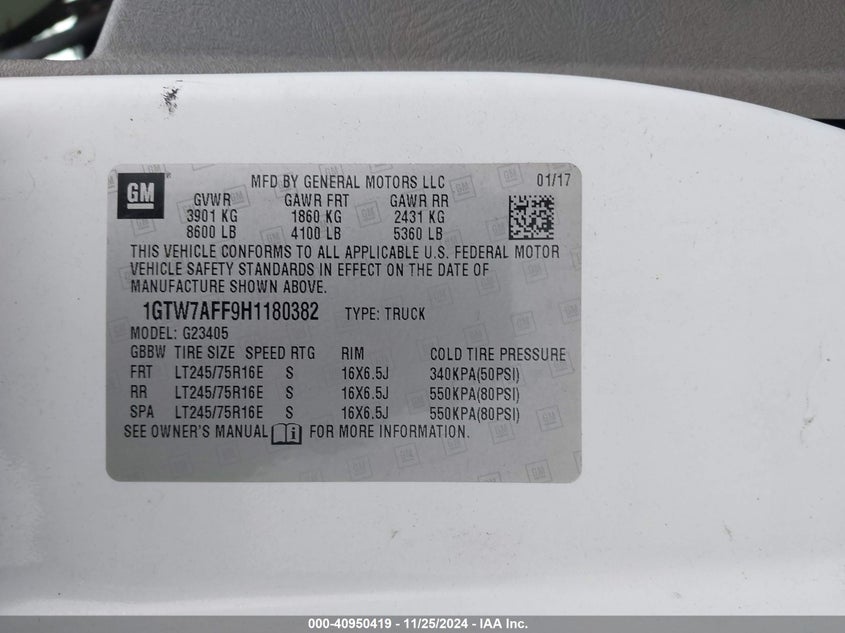 GM
MFD BY GENERAL MOTORS LLC 01/17
GVWR GAWR FRT GAWR RR
3901 KG 1860 KG 2431 KG
8600 LB 4100 LB 5360 LB
THIS VEHICLE CONFORMS TO ALL APPLICABLE U.S. FEDERAL MOTOR
VEHICLE SAFETY STANDARDS IN EFFECT ON THE DATE OF
MANUFACTURE SHOWN ABOVE.
1GTW7AFF9H1180382 TYPE: TRUCK
MODEL: G23405
GBBW TIRE SIZE SPEED RTG RIM COLD TIRE PRESSURE
FRT LT245/75R16E S 16X6.5J 340KPA(50PSI)
RR LT245/75R16E S 16X6.5J 550KPA(80PSI)
SPA LT245/75R16E S 16X6.5J 550KPA(80PSI)
SEE OWNER'S MANUAL FOR MORE INFORMATION.
000-40950419 - 11/25/2024 - IAA Inc.